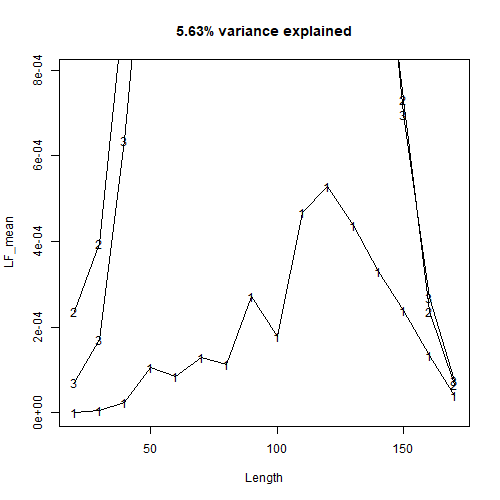 5.63% variance explained
8e-04
6e-04
4e-04
2e-04
0e+00
LF_mean
2 2 3 3
2 2 3 3
2 3 2 3
1 1 1 1 1 1 1 1 1 1 1 1 1 1 1 1
50 100 150
Length